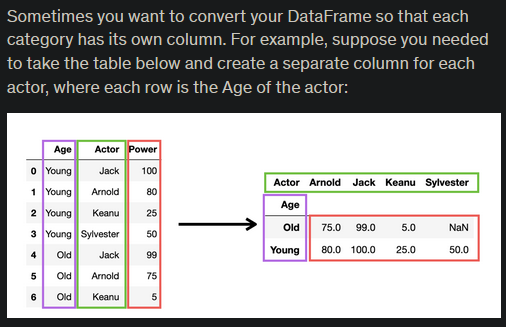 Sometimes you want to convert your DataFrame so that each
category has its own column. For example, suppose you needed
to take the table below and create a separate column for each
actor, where each row is the Age of the actor:
Age Actor Power
0 Young Jack 100
1 Young Arnold 80
2 Young Keanu 25
3 Young Sylvester 50
4 Old Jack 99
5 Old Arnold 75
6 Old Keanu 5
Actor Arnold Jack Keanu Sylvester
Age
Old 75.0 99.0 5.0 NaN
Young 80.0 100.0 25.0 50.0